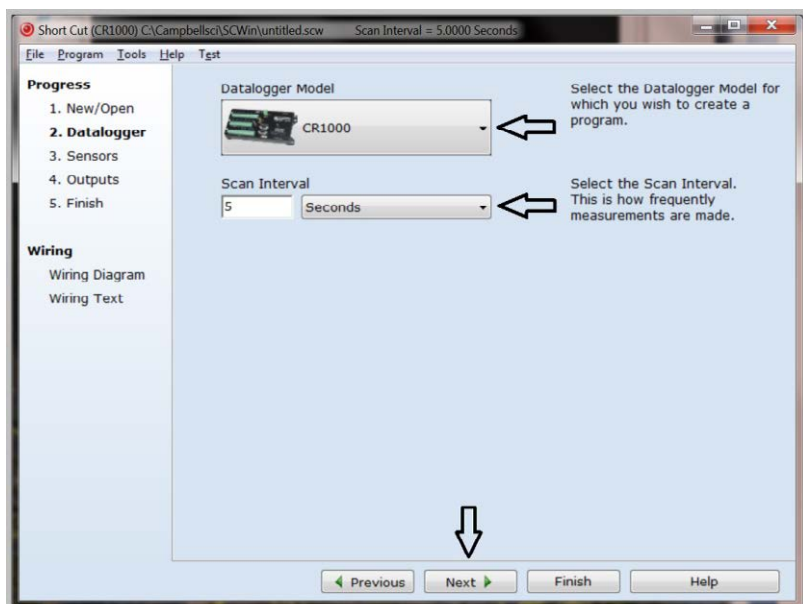 Short Cut (CR1000) C:\Campbellsci\SCWin\untitled.scw Scan Interval = 5.0000 Seconds
File Program Tools Help Test
Progress
1. New/Open
2. Datalogger
3. Sensors
4. Outputs
5. Finish
Wiring
Wiring Diagram
Wiring Text
Datalogger Model
CR1000
Select the Datalogger Model for
which you wish to create a
program.
Scan Interval
5 Seconds
Select the Scan Interval.
This is how frequently
measurements are made.
Previous Next Finish Help